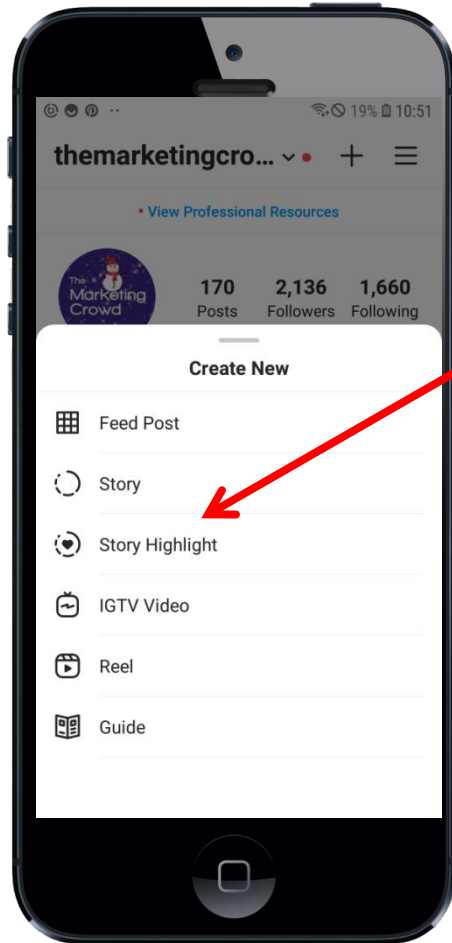 19% 10:51
themarketingcro...
• View Professional Resources
The
Marketing
Crowd
170 2,136 1,660
Posts Followers Following
Create New
Feed Post
Story
Story Highlight
IGTV Video
Reel
Guide